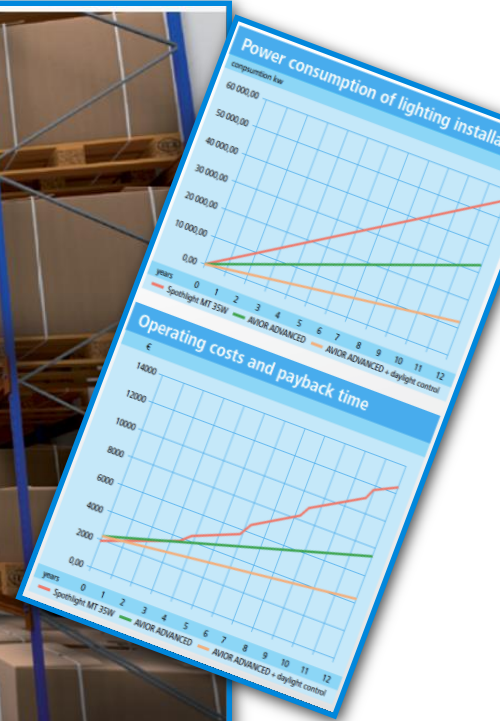 Power consumption of lighting installa
conpsumtion kw
60 000,00
50 000,00
40 000,00
30 000,00
20 000,00
10 000,00
0,00
years 0 1 2 3 4 5 6 7 8 9 10 11 12
Spothlight MT 35W AVIOR ADVANCED AVIOR ADVANCED + daylight control
Operating costs and payback time
€
14000
12000
10000
8000
6000
4000
2000
0,00
years 0 1 2 3 4 5 6 7 8 9 10 11 12
Spothlight MT 35W AVIOR ADVANCED AVIOR ADVANCED + daylight control